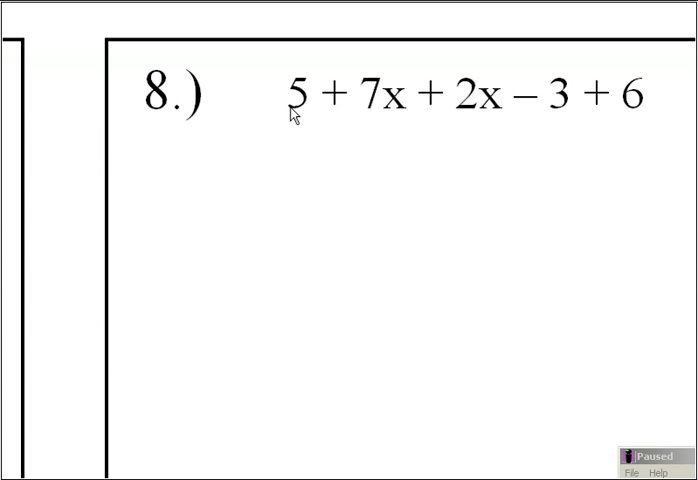 8.) 5 + 7x + 2x – 3 + 6
Paused
File Help